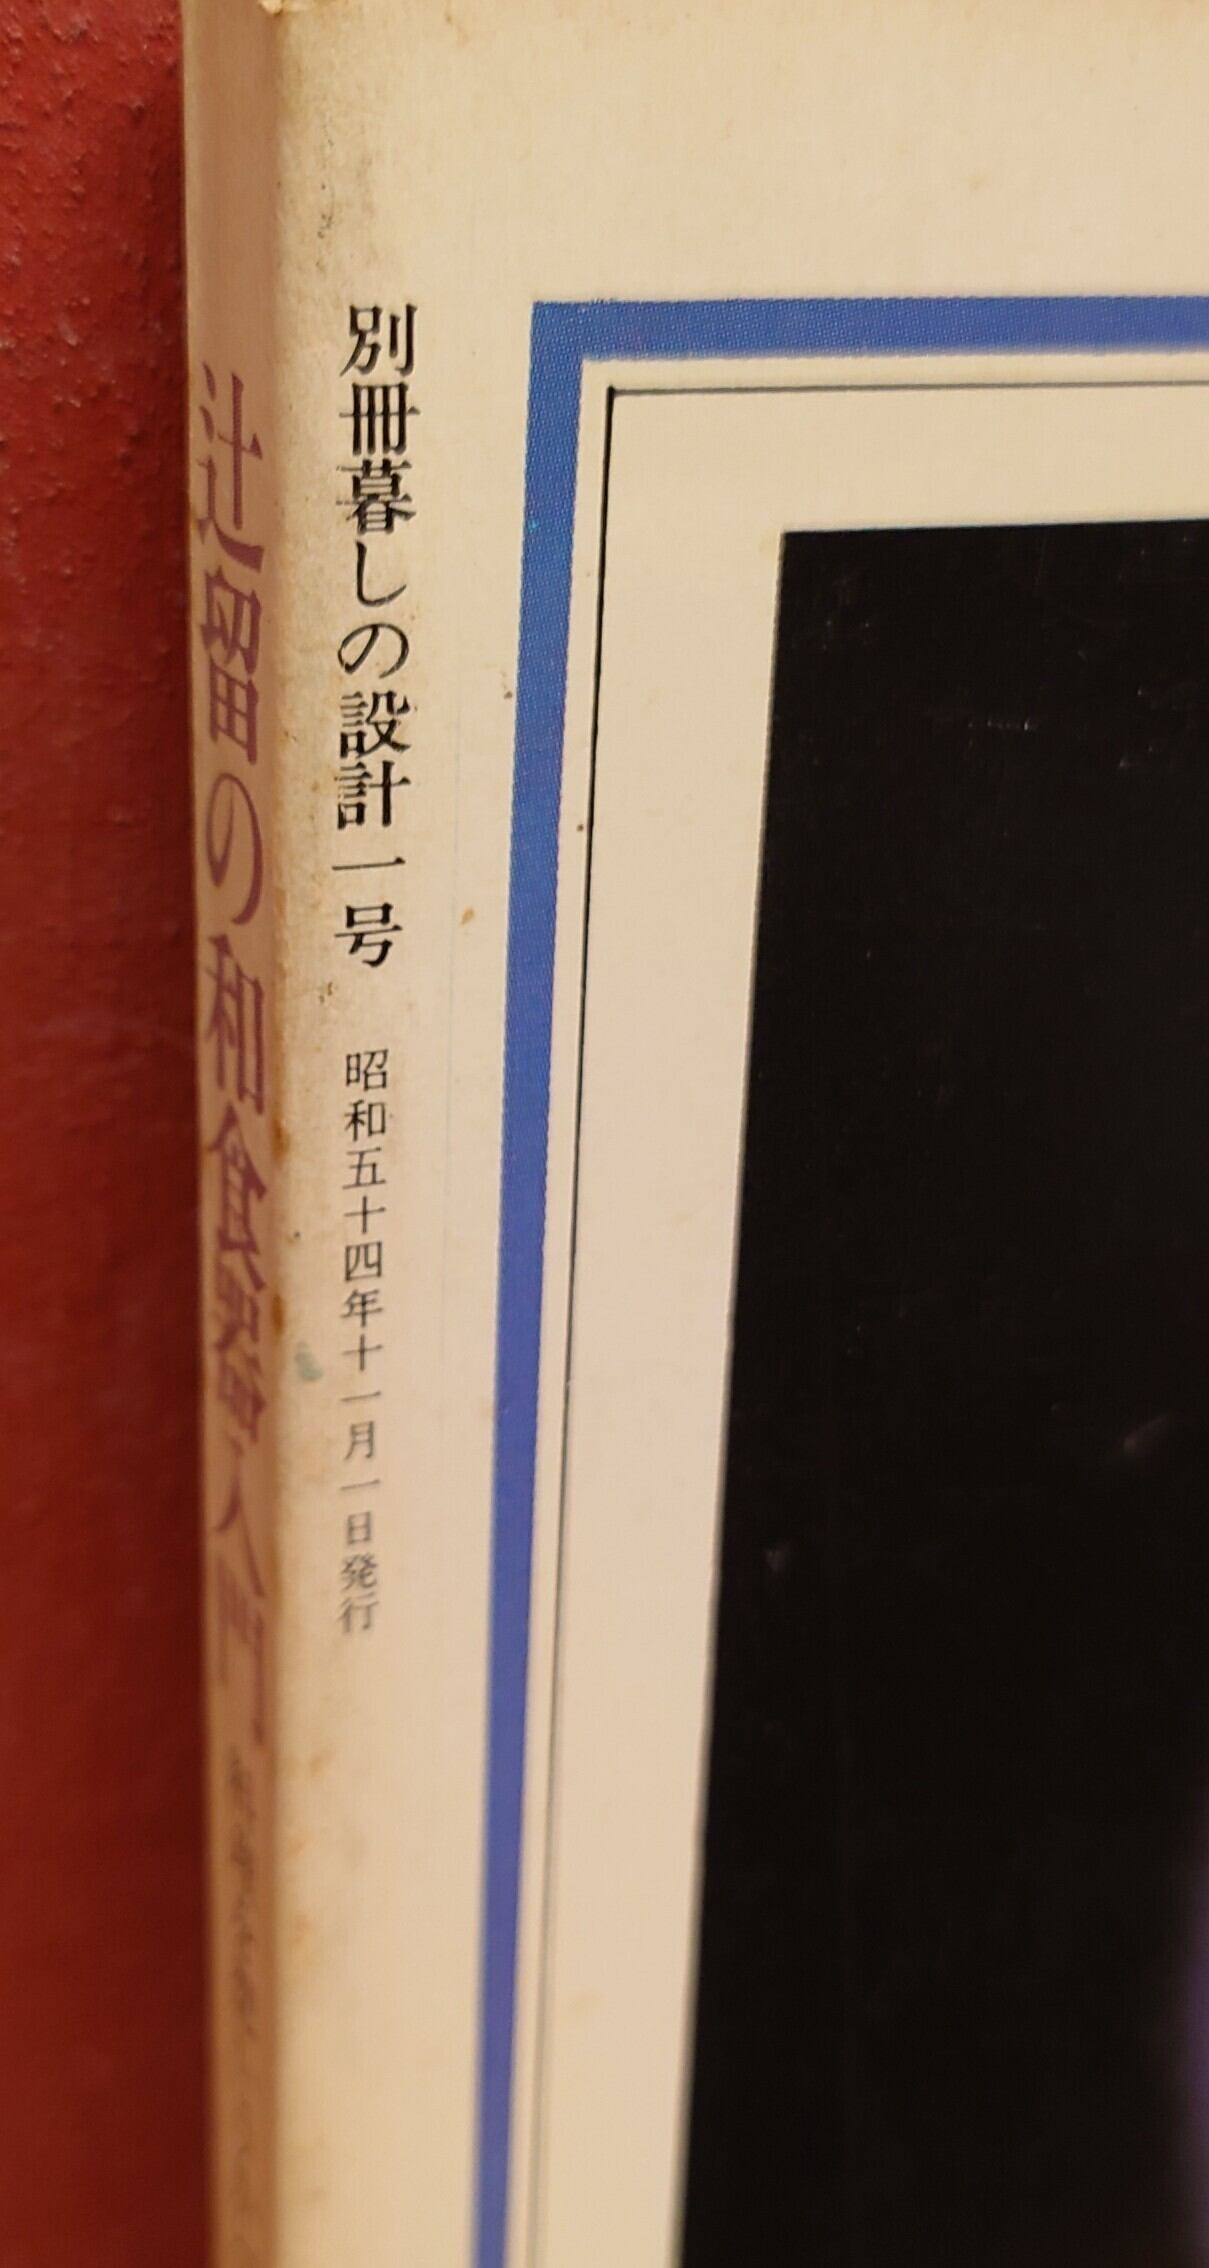 別冊暮しの設計一号
昭和五十四年十一月一日発行
辻留の和食器入門